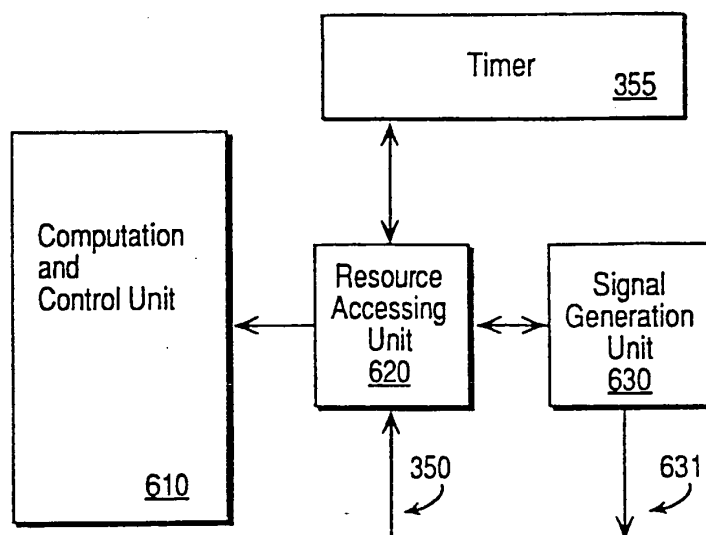 Timer
355
Computation
and
Control Unit
610
Resource
Accessing
Unit
620
Signal
Generation
Unit
630
350
631